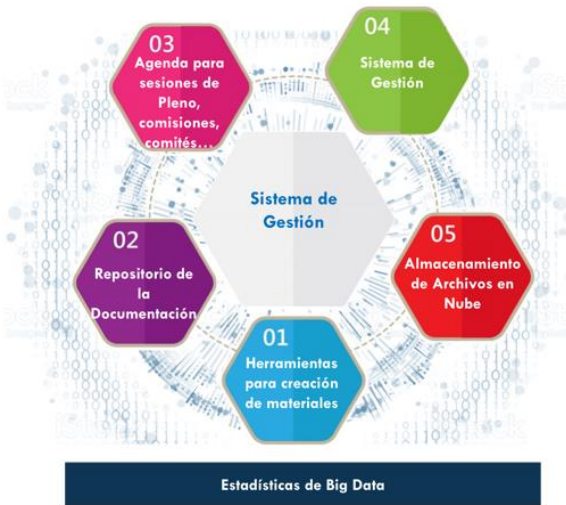 03
Agenda para
sesiones de
Pleno,
comisiones,
comités...
04
Sistema de
Gestión
Sistema de
Gestión
02
Repositorio de
la
Documentación
05
Almacenamiento
de Archivos en
Nube
01
Herramientas
para creación
de materiales
Estadísticas de Big Data